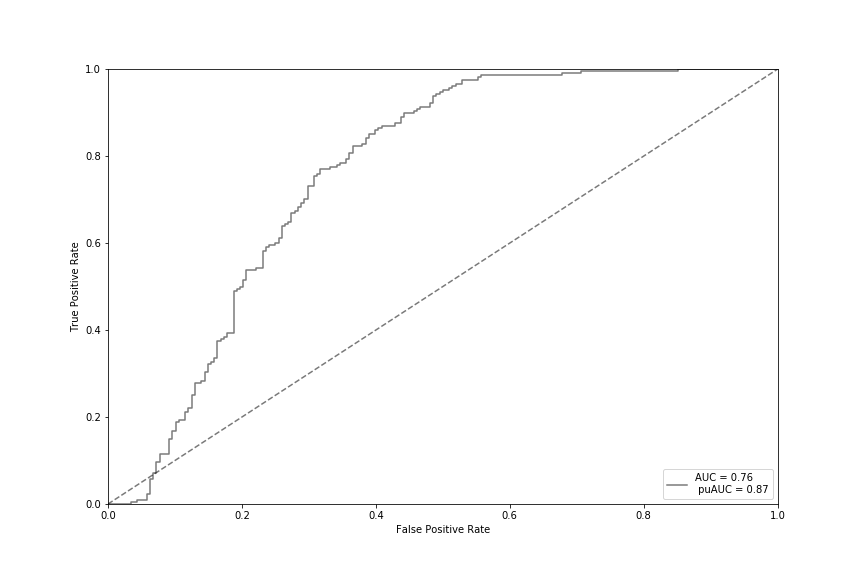 1.0
0.8
0.6
0.4
0.2
0.0
True Positive Rate
AUC = 0.76
puAUC = 0.87
0.0 0.2 0.4 0.6 0.8 1.0
False Positive Rate